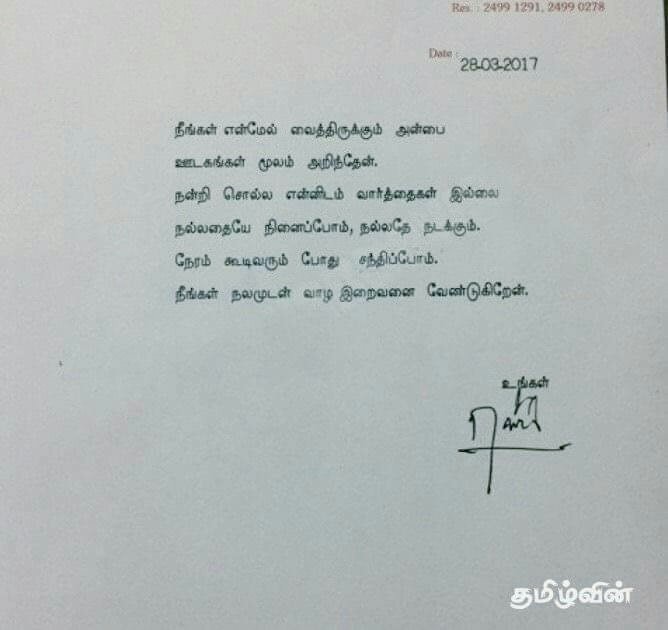 Res. : 2499 1291, 2499 0278
Date : 28-03-2017
நீங்கள் என்மேல் வைத்திருக்கும் அன்பை
ஊடகங்கள் மூலம் அறிந்தேன்.
நன்றி சொல்ல என்னிடம் வார்த்தைகள் இல்லை
நல்லதையே நினைப்போம், நல்லதே நடக்கும்.
நேரம் கூடிவரும் போது சந்திப்போம்.
நீங்கள் நலமுடன் வாழ இறைவனை வேண்டுகிறேன்.
உங்கள்
தமிழ்வின்